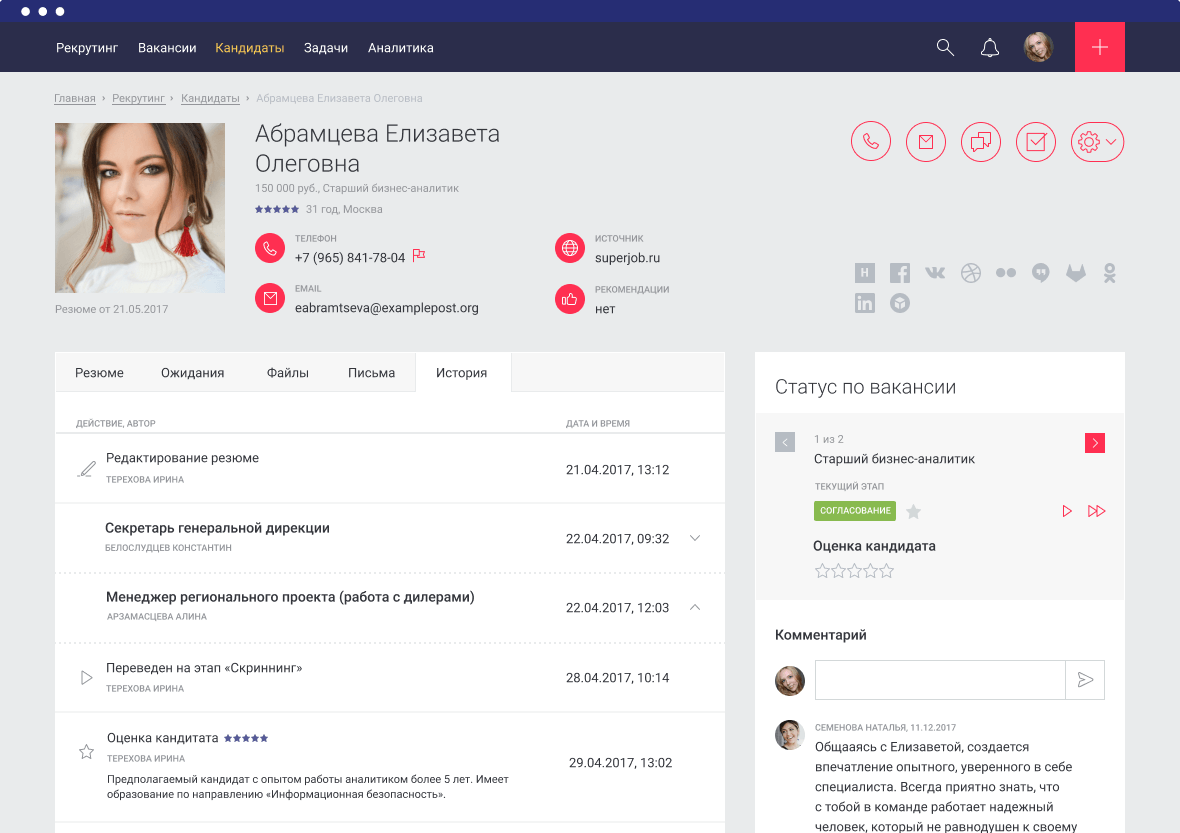 Рекрутинг Вакансии Кандидаты Задачи Аналитика
Главная › Рекрутинг › Кандидаты › Абрамцева Елизавета Олеговна
Абрамцева Елизавета
Олеговна
150 000 руб., Старший бизнес-аналитик
31 год, Москва
ТЕЛЕФОН
+7 (965) 841-78-04
ИСТОЧНИК
superjob.ru
EMAIL
eabramtseva@examplepost.org
РЕКОМЕНДАЦИИ
нет
Резюме от 21.05.2017
Резюме Ожидания Файлы Письма История
ДЕЙСТВИЕ, АВТОР ДАТА И ВРЕМЯ
Редактирование резюме
ТЕРЕХОВА ИРИНА
21.04.2017, 13:12
Секретарь генеральной дирекции
БЕЛОСЛУДЦЕВ КОНСТАНТИН
22.04.2017, 09:32
Менеджер регионального проекта (работа с дилерами)
АРЗАМАСЦЕВА АЛИНА
22.04.2017, 12:03
Переведен на этап «Скриннинг»
ТЕРЕХОВА ИРИНА
28.04.2017, 10:14
Оценка кандитата
ТЕРЕХОВА ИРИНА
29.04.2017, 13:02
Предполагаемый кандидат с опытом работы аналитиком более 5 лет. Имеет
образование по направлению «Информационная безопасность».
Статус по вакансии
1 из 2
Старший бизнес-аналитик
ТЕКУЩИЙ ЭТАП
СОГЛАСОВАНИЕ
Оценка кандидата
Комментарий
СЕМЕНОВА НАТАЛЬЯ, 11.12.2017
Общааясь с Елизаветой, создается
впечатление опытного, уверенного в себе
специалиста. Всегда приятно знать, что
с тобой в команде работает надежный
человек, который не равнодушен к своему